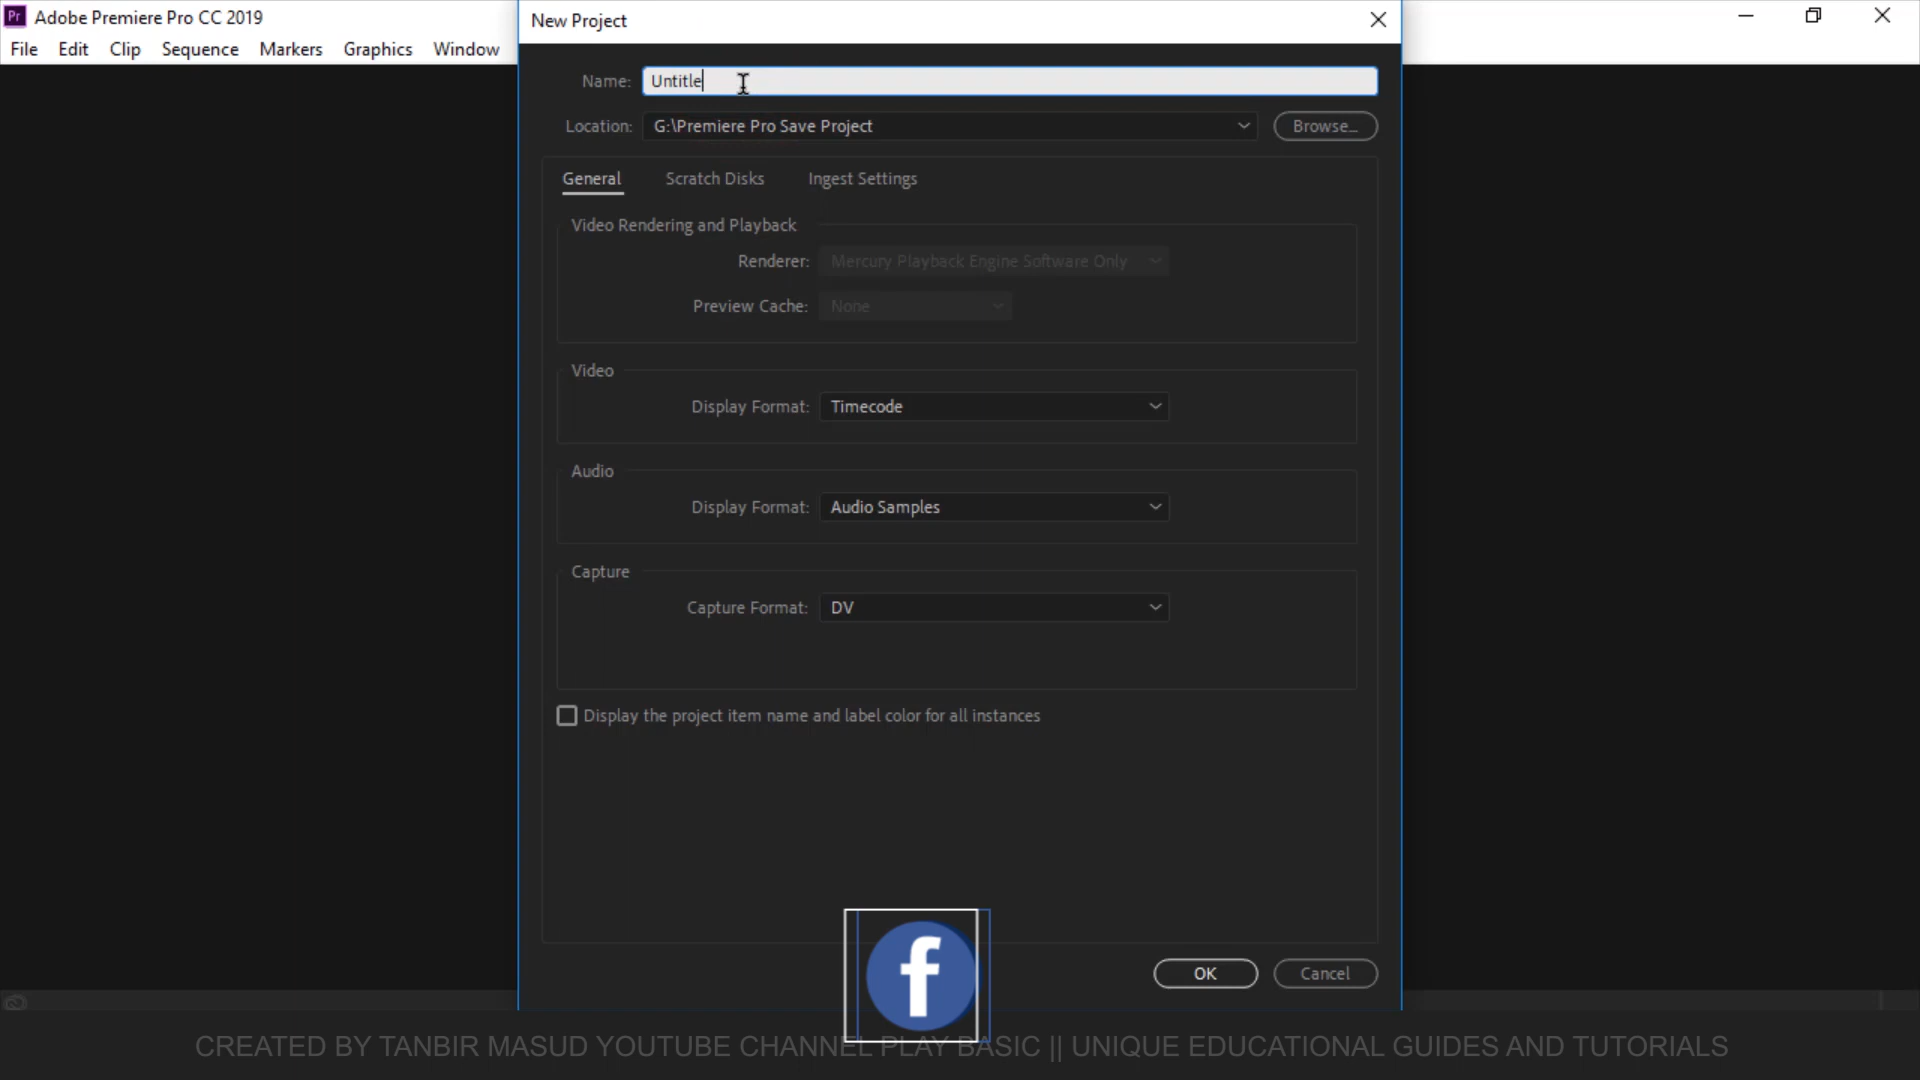 Pr Adobe Premiere Pro CC 2019
File Edit Clip Sequence Markers Graphics Window
New Project
Name: Untitle
Location: G:\Premiere Pro Save Project Browse...
General Scratch Disks Ingest Settings
Video Rendering and Playback
Renderer: Mercury Playback Engine Software Only
Preview Cache: None
Video
Display Format: Timecode
Audio
Display Format: Audio Samples
Capture
Capture Format: DV
Display the project item name and label color for all instances
f
OK Cancel
CREATED BY TANBIR MASUD YOUTUBE CHANNEL PLAY BASIC || UNIQUE EDUCATIONAL GUIDES AND TUTORIALS